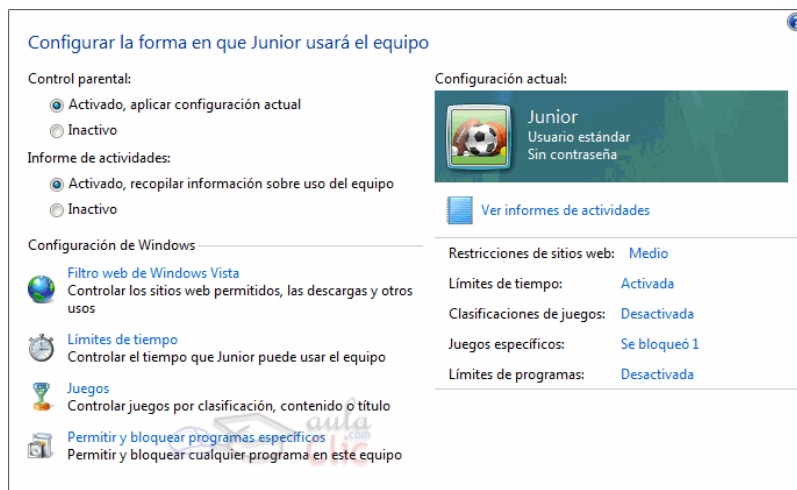 Configurar la forma en que Junior usará el equipo
Control parental:
Activado, aplicar configuración actual
Inactivo
Informe de actividades:
Activado, recopilar información sobre uso del equipo
Inactivo
Configuración de Windows
Filtro web de Windows Vista
Controlar los sitios web permitidos, las descargas y otros
usos
Límites de tiempo
Controlar el tiempo que Junior puede usar el equipo
Juegos
Controlar juegos por clasificación, contenido o título
Permitir y bloquear programas específicos
Permitir y bloquear cualquier programa en este equipo
Configuración actual:
Junior
Usuario estándar
Sin contraseña
Ver informes de actividades
Restricciones de sitios web: Medio
Límites de tiempo: Activada
Clasificaciones de juegos: Desactivada
Juegos específicos: Se bloqueó 1
Límites de programas: Desactivada
aula
.com
Clic